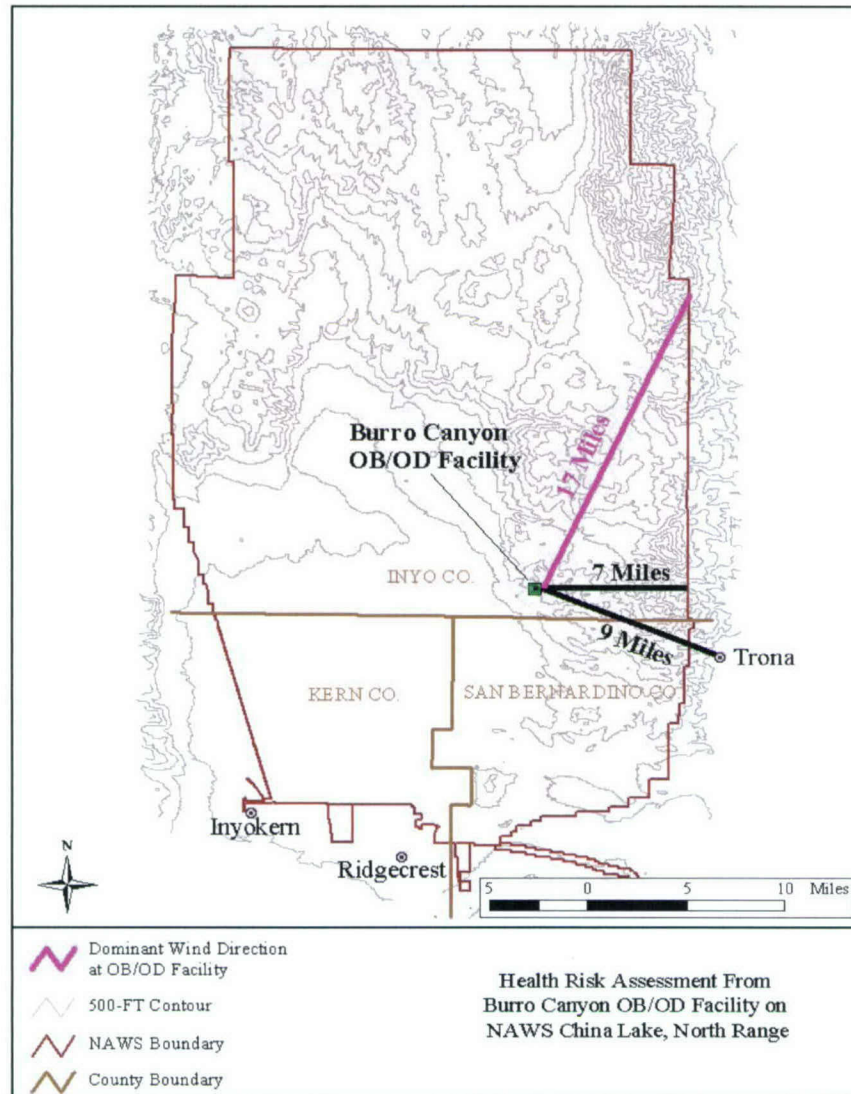 17 Miles
Burro Canyon
OB/OD Facility
INYO CO.
7 Miles
9 Miles
Trona
KERN CO.
SAN BERNARDINO CO
Inyokern
Ridgecrest
N
5 0 5 10 Miles
Dominant Wind Direction
at OB/OD Facility
500-FT Contour
NAWS Boundary
County Boundary
Health Risk Assessment From
Burro Canyon OB/OD Facility on
NAWS China Lake, North Range